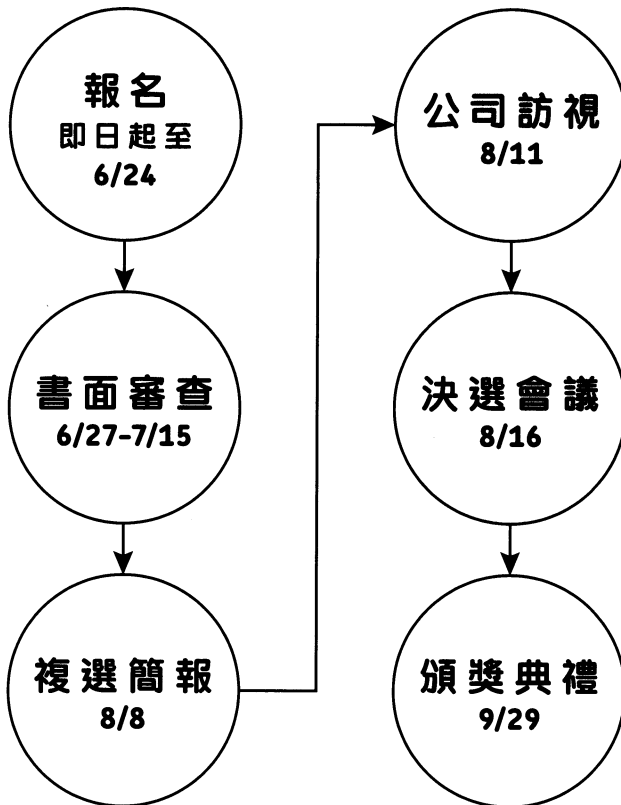 報名
即日起至
6/24
書面審查
6/27-7/15
複選簡報
8/8
公司訪視
8/11
決選會議
8/16
頒獎典禮
9/29